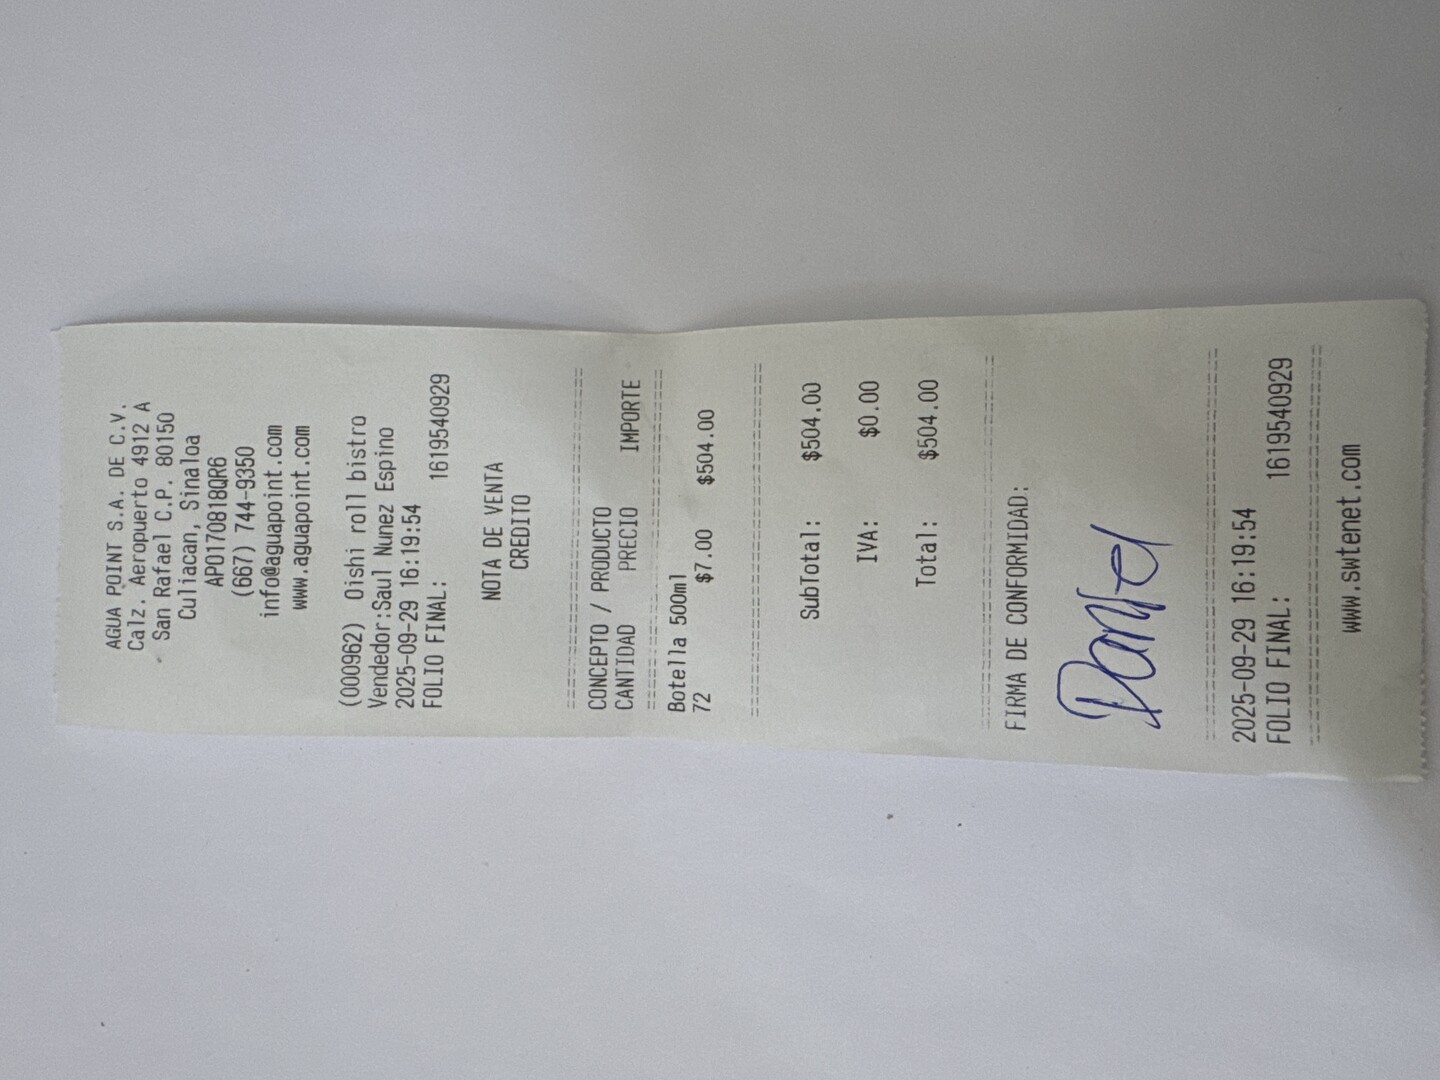 AGUA POINT S.A. DE C.V.
Calz. Aeropuerto 4912 A
San Rafael C.P. 80150
Culiacan, Sinaloa
APO170818QR6
(667) 744-9350
info@aguapoint.com
www.aguapoint.com
(000962) Oishi roll bistro
Vendedor:Saul Nunez Espino
2025-09-29 16:19:54
FOLIO FINAL: 1619540929
NOTA DE VENTA
CREDITO
CONCEPTO / PRODUCTO
CANTIDAD PRECIO IMPORTE
Botella 500ml
72 $7.00 $504.00
SubTotal: $504.00
IVA: $0.00
Total: $504.00
FIRMA DE CONFORMIDAD:
Daniel
2025-09-29 16:19:54
FOLIO FINAL: 1619540929
www.swtenet.com